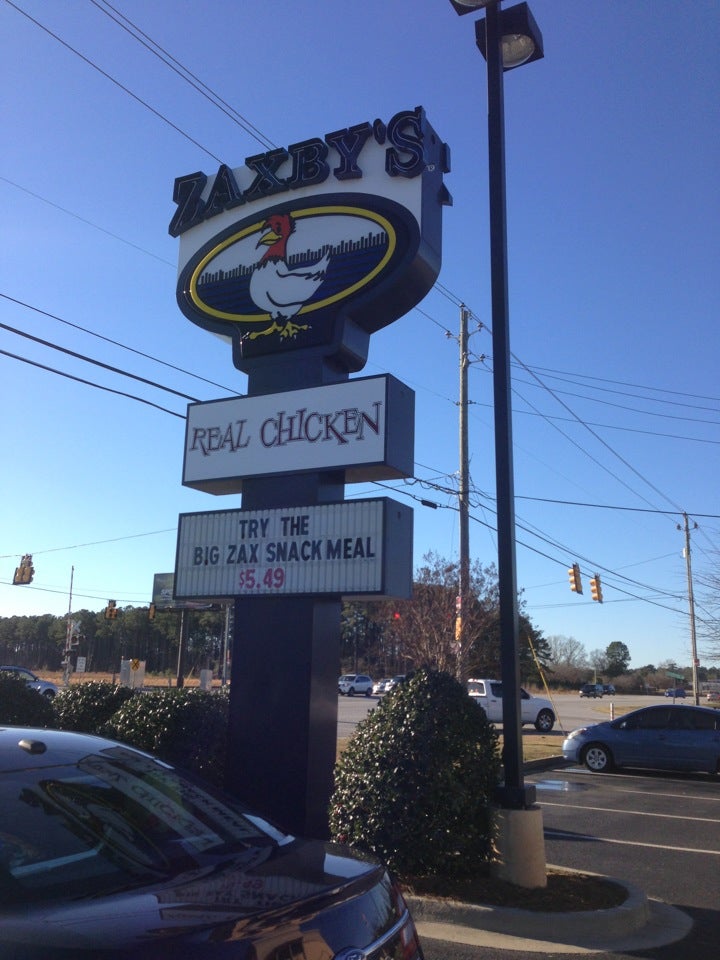 ZAXBY'S
REAL CHICKEN
TRY THE
BIG ZAX SNACK MEAL
$5.49